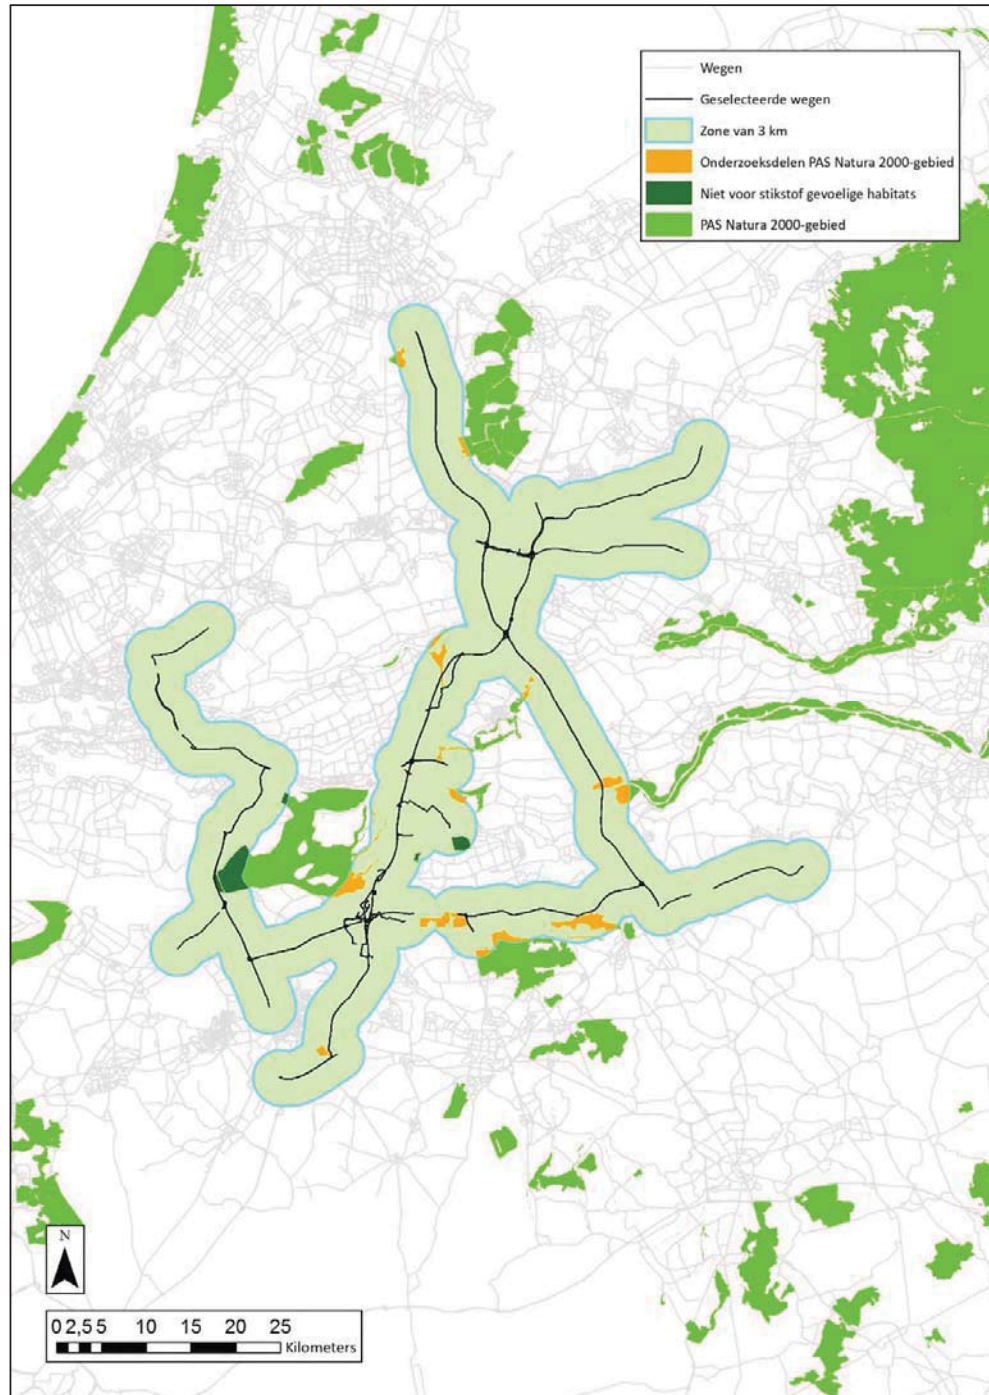 Wegen
Geselecteerde wegen
Zone van 3 km
Onderzoeksdelen PAS Natura 2000-gebied
Niet voor stikstof gevoelige habitats
PAS Natura 2000-gebied
N
0 2,5 5 10 15 20 25
Kilometers